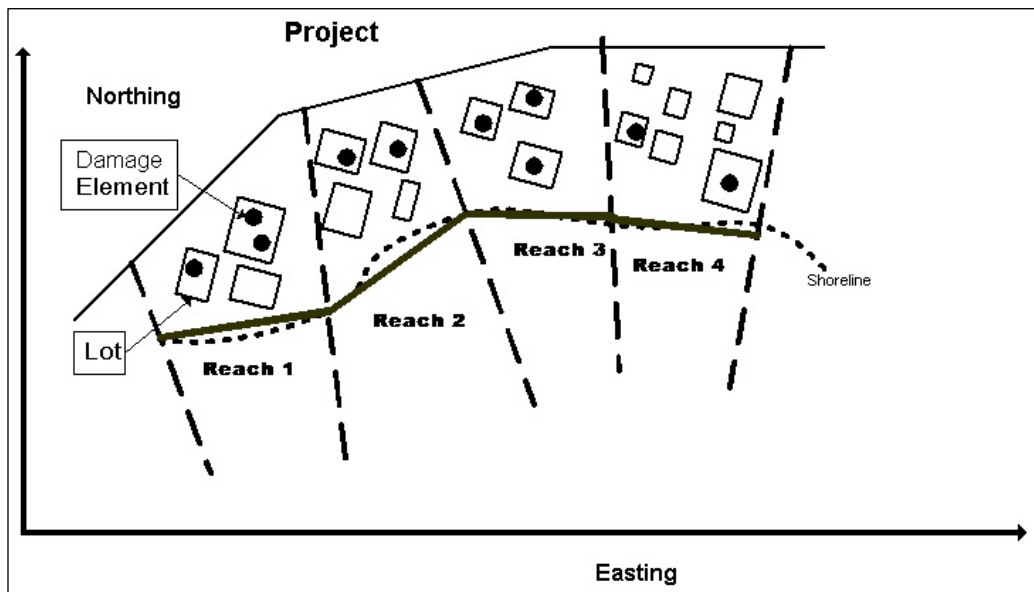 Project
Northing
Damage
Element
Reach 3
Reach 4
Shoreline
Reach 2
Lot
Reach 1
Easting